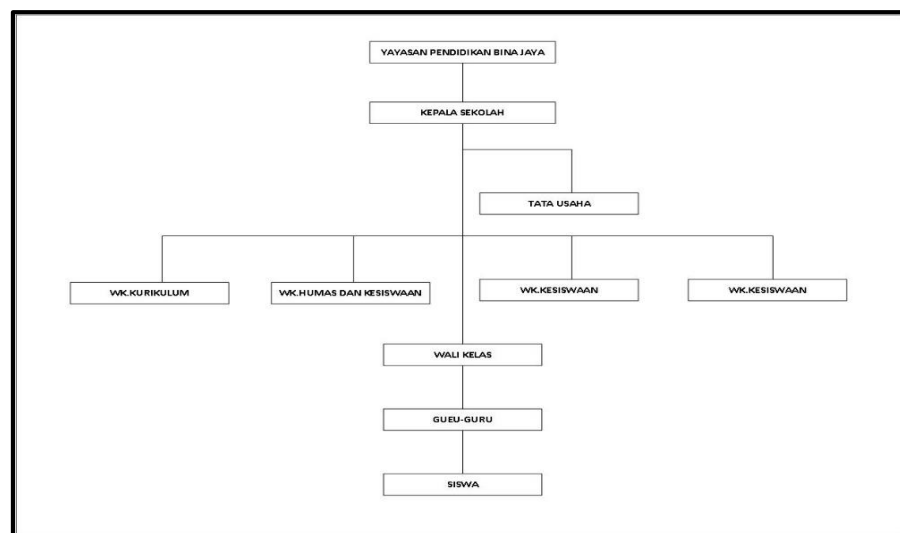 YAYASAN PENDIDIKAN BINA JAYA
KEPALA SEKOLAH
TATA USAHA
WK.KURIKULUM
WK.HUMAS DAN KESISWAAN
WK.KESISWAAN
WK.KESISWAAN
WALI KELAS
GUEU-GURU
SISWA